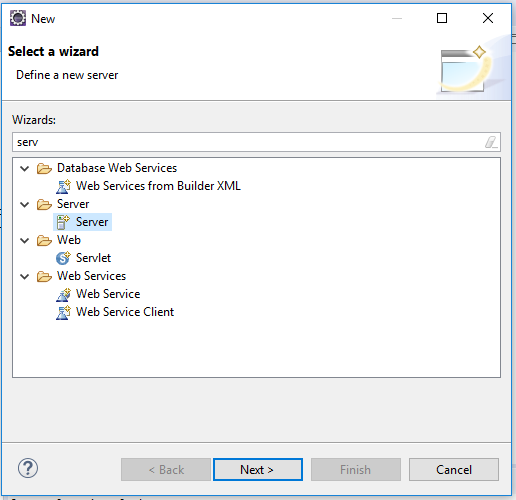 New
Select a wizard
Define a new server
Wizards:
serv
Database Web Services
Web Services from Builder XML
Server
Server
Web
Servlet
Web Services
Web Service
Web Service Client
?
< Back
Next >
Finish
Cancel